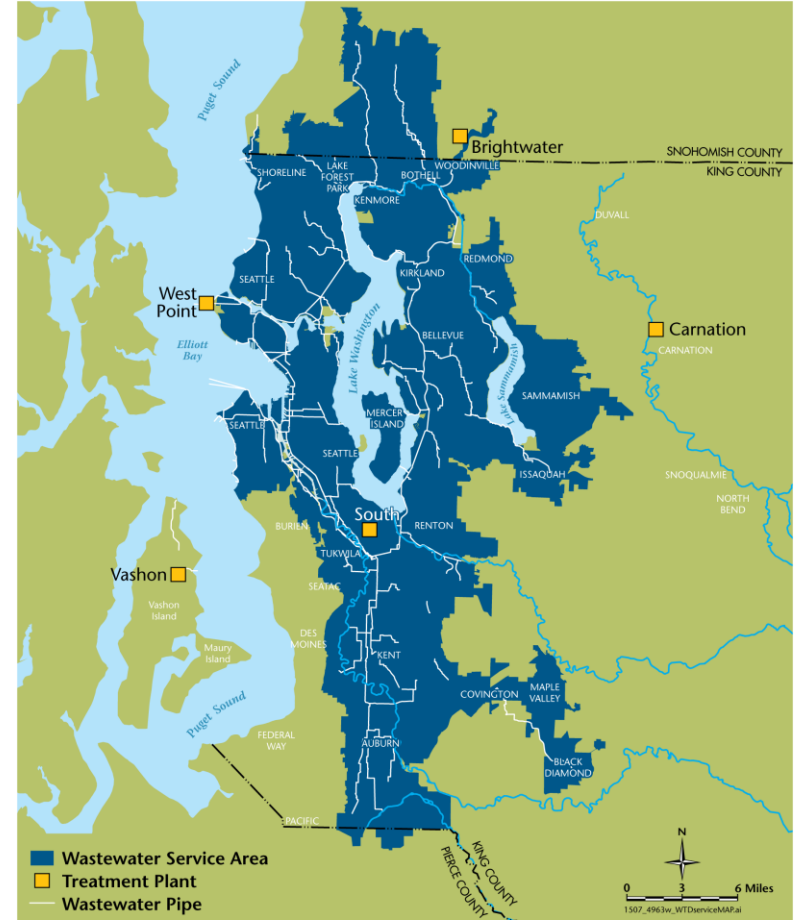 Puget Sound
Brightwater
SNOHOMISH COUNTY
KING COUNTY
WOODINVILLE
SHORELINE
LAKE
FOREST
PARK
BOTHELL
KENMORE
DUVALL
REDMOND
KIRKLAND
SEATTLE
West
Point
Elliott
Bay
Lake Washington
BELLEVUE
Lake Sammamish
Carnation
CARNATION
SAMMAMISH
MERCER
ISLAND
SEATTLE
SEATTLE
ISSAQUAH
SNOQUALMIE
NORTH
BEND
South
BURIEN
RENTON
TUKWILA
Vashon
SEATAC
Vashon
Island
DES
MOINES
Maury
Island
KENT
COVINGTON
MAPLE
VALLEY
Puget Sound
FEDERAL
WAY
AUBURN
BLACK
DIAMOND
PACIFIC
KING COUNTY
PIERCE COUNTY
Wastewater Service Area
Treatment Plant
Wastewater Pipe
N
0 3 6 Miles
1507_4963w_WTDserviceMAP.ai